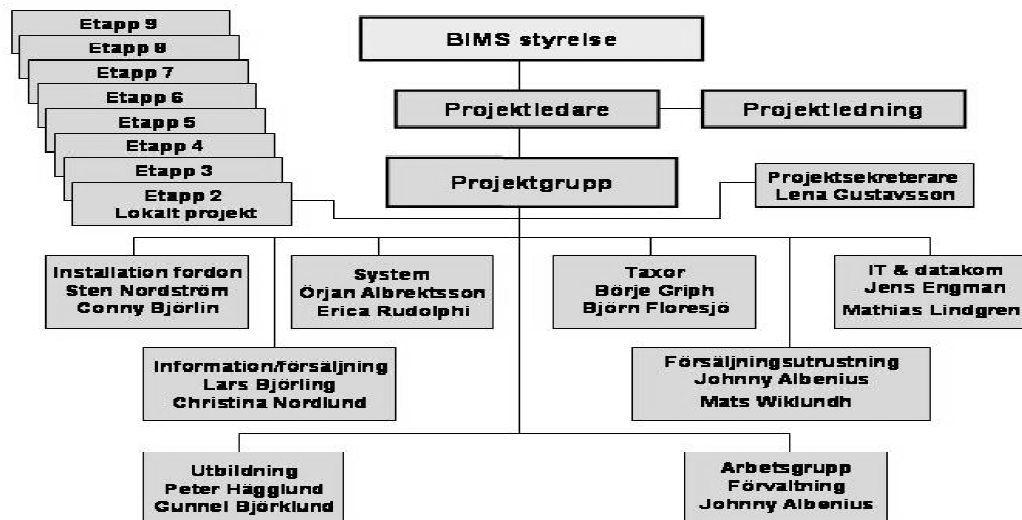 Etapp 9
Etapp 8
Etapp 7
Etapp 6
Etapp 5
Etapp 4
Etapp 3
Etapp 2
Lokalt projekt
BIMS styrelse
Projektledare
Projektledning
Projektgrupp
Projektsekreterare
Lena Gustavsson
Installation fordon
Sten Nordström
Conny Björlin
System
Örjan Albrektsson
Erica Rudolphi
Taxor
Börje Griph
Björn Floresjö
IT & datakom
Jens Engman
Mathias Lindgren
Information/försäljning
Lars Björling
Christina Nordlund
Försäljningsutrustning
Johnny Albenius
Mats Wiklundh
Utbildning
Peter Hägglund
Gunnel Björklund
Arbetsgrupp
Förvaltning
Johnny Albenius